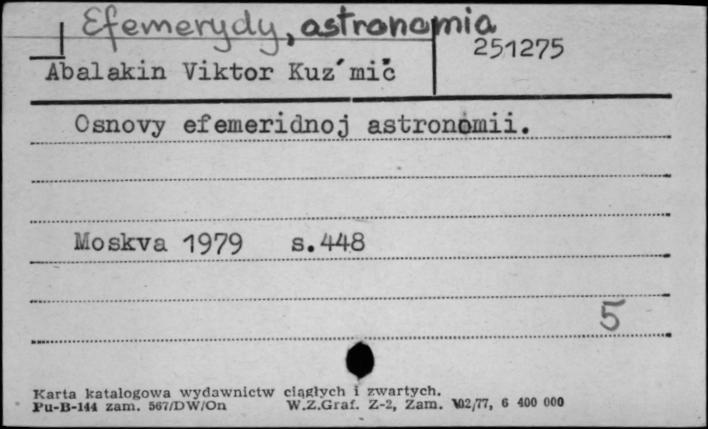 Efemerydy, astronomia
251275
Abalakin Viktor Kuz´mič
Osnovy efemeridnoj astronomii.
Moskva 1979 s.448
5
Karta katalogowa wydawnictw ciągłych i zwartych.
Pu-B-144 zam. 567/DW/On W.Z.Graf. Z-2, Zam. 102/77, 6 400 000